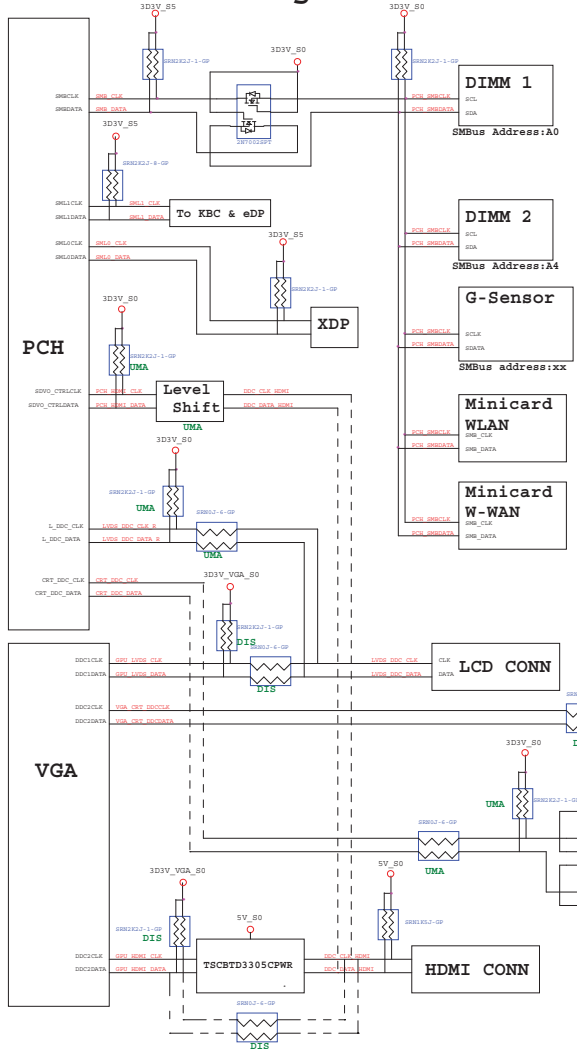 3D3V_S5
3D3V_S0
SRN2K2J-1-GP
3D3V_S0
SRN2K2J-1-GP
DIMM 1
SMBCLK
SMB_CLK
PCH_SMBCLK
SCL
SMBDATA
SMB_DATA
PCH_SMBDATA
SDA
SMBus Address:A0
3D3V_S5
2N7002SPT
SRN2K2J-8-GP
SML1CLK
SML1_CLK
SML1DATA
SML1_DATA
To KBC & eDP
DIMM 2
PCH_SMBCLK
SCL
PCH_SMBDATA
SDA
SMBus Address:A4
3D3V_S5
SML0CLK
SML0_CLK
SML0DATA
SML0_DATA
SRN2K2J-1-GP
G-Sensor
3D3V_S0
XDP
PCH_SMBCLK
SCLK
PCH_SMBDATA
SDATA
SMBus address:xx
PCH
SRN2K2J-1-GP
UMA
SDVO_CTRLCLK
PCH_HDMI_CLK
SDVO_CTRLDATA
PCH_HDMI_DATA
Level
Shift
UMA
DDC_CLK_HDMI
DDC_DATA_HDMI
Minicard
WLAN
PCH_SMBCLK
SMB_CLK
PCH_SMBDATA
SMB_DATA
3D3V_S0
SRN2K2J-1-GP
UMA
SRN0J-6-GP
UMA
Minicard
W-WAN
PCH_SMBCLK
SMB_CLK
PCH_SMBDATA
SMB_DATA
L_DDC_CLK
LVDS_DDC_CLK_R
L_DDC_DATA
LVDS_DDC_DATA_R
CRT_DDC_CLK
CRT_DDC_CLK
CRT_DDC_DATA
CRT_DDC_DATA
3D3V_VGA_S0
SRN2K2J-1-GP
DIS
SRN0J-6-GP
DIS
DDC1CLK
GPU_LVDS_CLK
DDC1DATA
GPU_LVDS_DATA
LVDS_DDC_CLK
CLK
LVDS_DDC_DATA
DATA
LCD CONN
DDC2CLK
VGA_CRT_DDCCLK
DDC2DATA
VGA_CRT_DDCDATA
VGA
3D3V_S0
UMA
SRN2K2J-1-G
SRN0J-6-GP
UMA
3D3V_VGA_S0
SRN2K2J-1-GP
DIS
5V_S0
5V_S0
SRN1K5J-GP
DDC2CLK
GPU_HDMI_CLK
DDC2DATA
GPU_HDMI_DATA
TSCBTD3305CPWR
DDC_CLK_HDMI
DDC_DATA_HDMI
HDMI CONN
SRN0J-6-GP
DIS